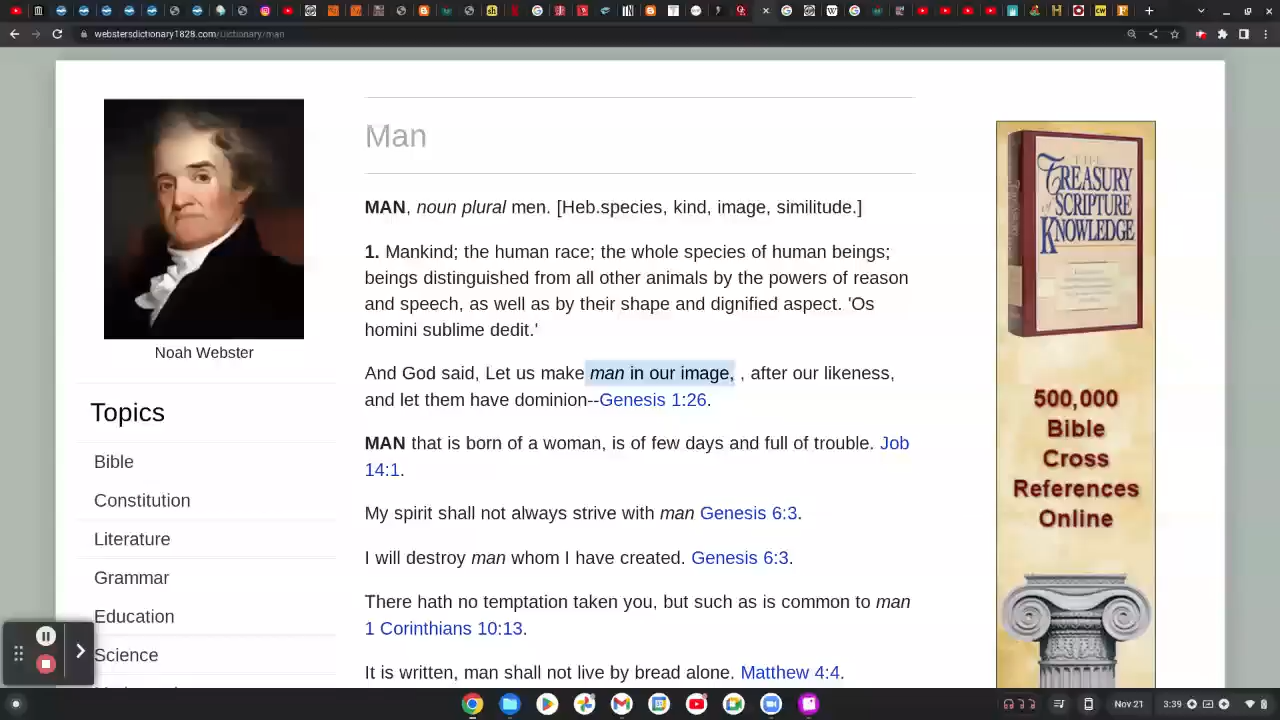 webstersdictionary1828.com/Dictionary/man
Man
Noah Webster
Topics
Bible
Constitution
Literature
Grammar
Education
Science
MAN, noun plural men. [Heb.species, kind, image, similitude.]
1. Mankind; the human race; the whole species of human beings;
beings distinguished from all other animals by the powers of reason
and speech, as well as by their shape and dignified aspect. 'Os
homini sublime dedit.'
And God said, Let us make man in our image, , after our likeness,
and let them have dominion--Genesis 1:26.
MAN that is born of a woman, is of few days and full of trouble. Job
14:1.
My spirit shall not always strive with man Genesis 6:3.
I will destroy man whom I have created. Genesis 6:3.
There hath no temptation taken you, but such as is common to man
1 Corinthians 10:13.
It is written, man shall not live by bread alone. Matthew 4:4.
THE
TREASURY
of SCRIPTURE
KNOWLEDGE
500,000
Bible
Cross
References
Online
Nov 21
3:39